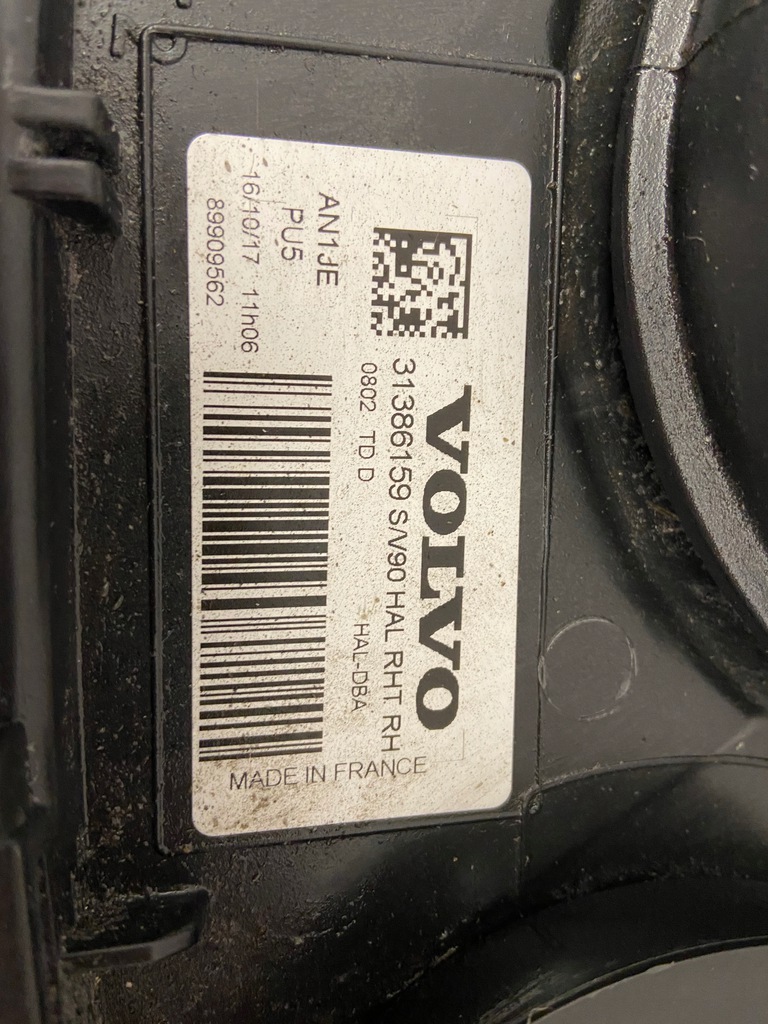 VOLVO
31386159 S/V90 HAL RHT RH
0802 TD D
HAL-DBA
AN1JE
PU5
16/10/17 11h06
89909562
MADE IN FRANCE